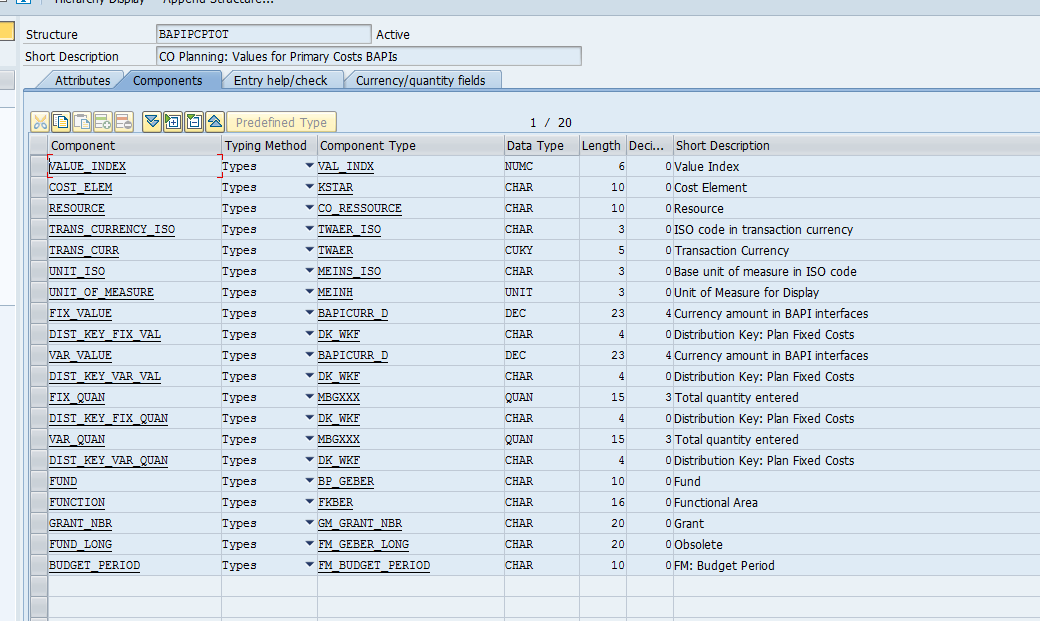 Hierarchy Display Append Structure...
Structure BAPIPCPTOT Active
Short Description CO Planning: Values for Primary Costs BAPIs
Attributes Components Entry help/check Currency/quantity fields
Predefined Type 1 / 20
Component Typing Method Component Type Data Type Length Deci... Short Description
VALUE_INDEX Types VAL_INDX NUMC 6 0 Value Index
COST_ELEM Types KSTAR CHAR 10 0 Cost Element
RESOURCE Types CO_RESSOURCE CHAR 10 0 Resource
TRANS_CURRENCY_ISO Types TWAER_ISO CHAR 3 0 ISO code in transaction currency
TRANS_CURR Types TWAER CUKY 5 0 Transaction Currency
UNIT_ISO Types MEINS_ISO CHAR 3 0 Base unit of measure in ISO code
UNIT_OF_MEASURE Types MEINH UNIT 3 0 Unit of Measure for Display
FIX_VALUE Types BAPICURR_D DEC 23 4 Currency amount in BAPI interfaces
DIST_KEY_FIX_VAL Types DK_WKF CHAR 4 0 Distribution Key: Plan Fixed Costs
VAR_VALUE Types BAPICURR_D DEC 23 4 Currency amount in BAPI interfaces
DIST_KEY_VAR_VAL Types DK_WKF CHAR 4 0 Distribution Key: Plan Fixed Costs
FIX_QUAN Types MBGXXX QUAN 15 3 Total quantity entered
DIST_KEY_FIX_QUAN Types DK_WKF CHAR 4 0 Distribution Key: Plan Fixed Costs
VAR_QUAN Types MBGXXX QUAN 15 3 Total quantity entered
DIST_KEY_VAR_QUAN Types DK_WKF CHAR 4 0 Distribution Key: Plan Fixed Costs
FUND Types BP_GEBER CHAR 10 0 Fund
FUNCTION Types FKBER CHAR 16 0 Functional Area
GRANT_NBR Types GM_GRANT_NBR CHAR 20 0 Grant
FUND_LONG Types FM_GEBER_LONG CHAR 20 0 Obsolete
BUDGET_PERIOD Types FM_BUDGET_PERIOD CHAR 10 0 FM: Budget Period